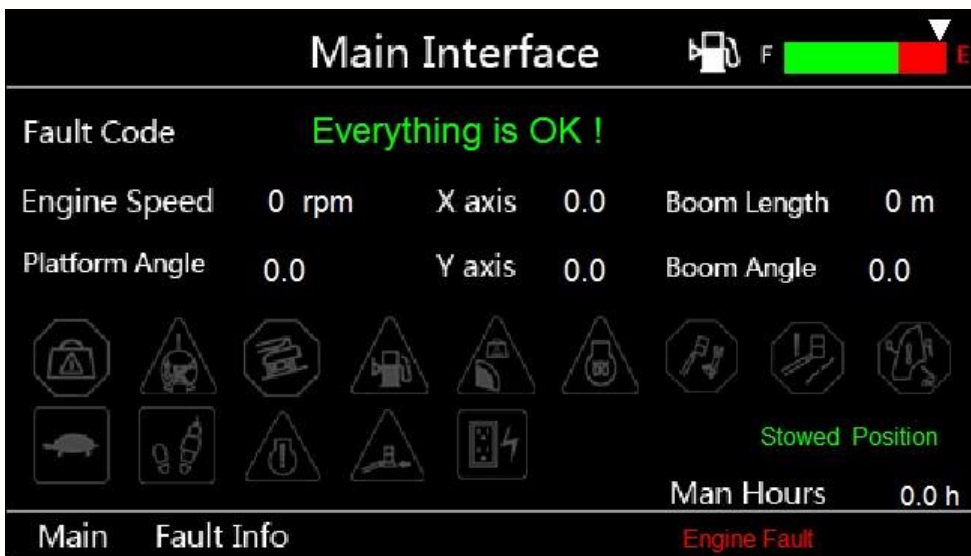 Main Interface F E
Fault Code Everything is OK !
Engine Speed 0 rpm X axis 0.0 Boom Length 0 m
Platform Angle 0.0 Y axis 0.0 Boom Angle 0.0
Stowed Position
Man Hours 0.0 h
Main Fault Info Engine Fault